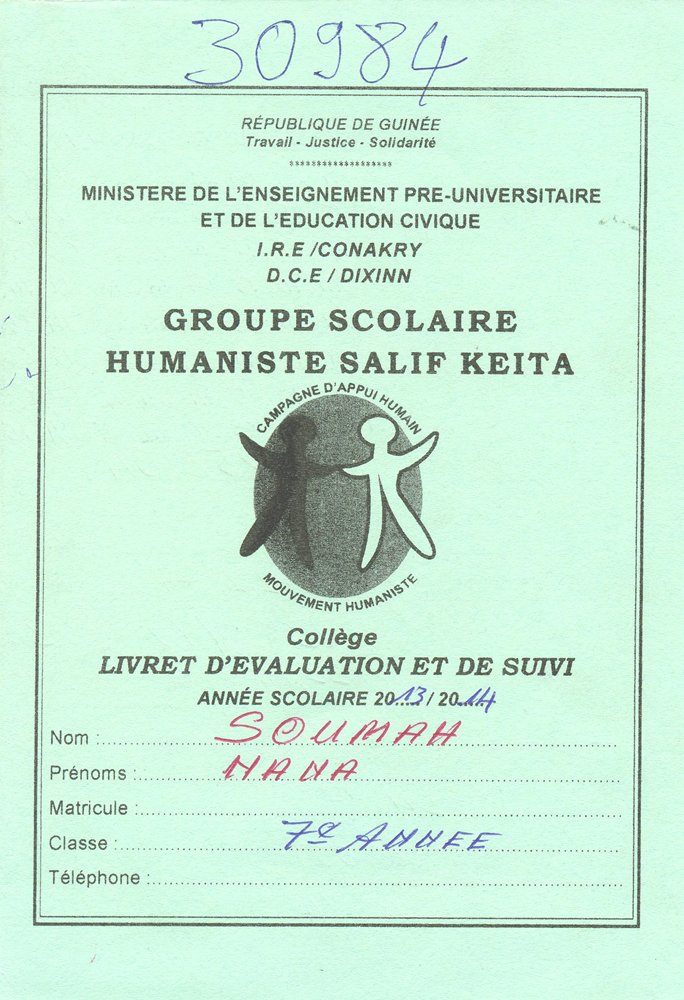 30984
RÉPUBLIQUE DE GUINÉE
Travail - Justice - Solidarité
*******************
MINISTERE DE L'ENSEIGNEMENT PRE-UNIVERSITAIRE
ET DE L'EDUCATION CIVIQUE
I.R.E /CONAKRY
D.C.E / DIXINN
GROUPE SCOLAIRE
HUMANISTE SALIF KEITA
CAMPAGNE D'APPUI HUMAIN
MOUVEMENT HUMANISTE
Collège
LIVRET D'EVALUATION ET DE SUIVI
ANNÉE SCOLAIRE 2013 / 2014
Nom : SOUMAH
Prénoms : NANA
Matricule :
Classe : 7e ANNEE
Téléphone :